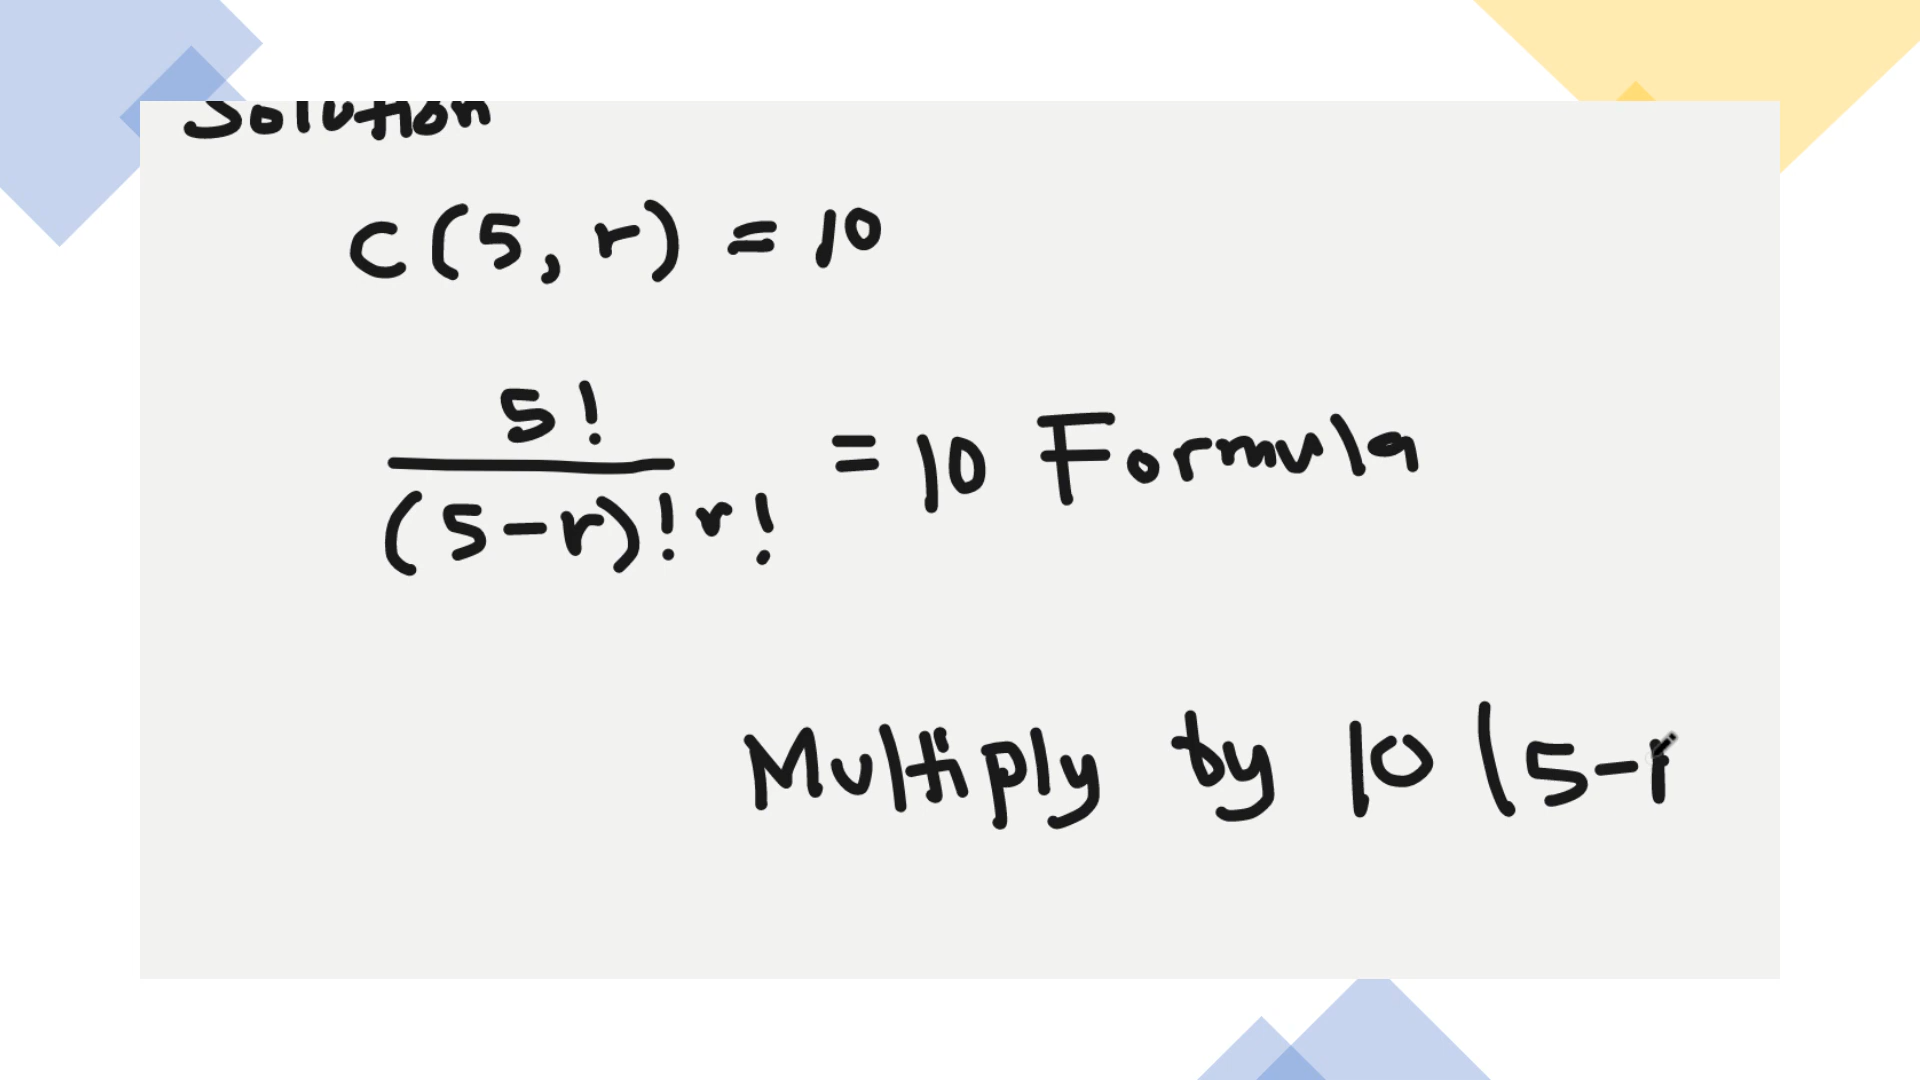 Solution
C(5, r) = 10
5!
(5-r)!r!
= 10 Formula
Multiply by 10 (5-r